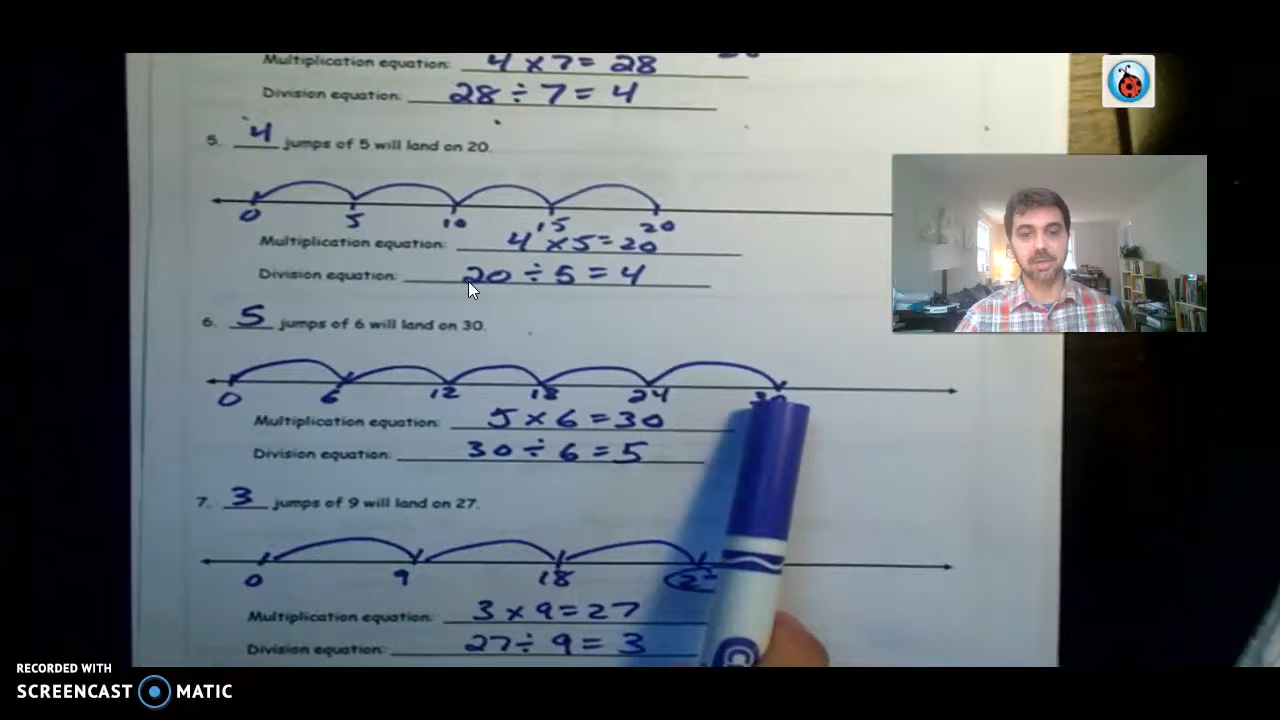 Multiplication equation: 4 x 7 = 28
Division equation: 28 ÷ 7 = 4
5. 4 jumps of 5 will land on 20.
0 5 10 15 20
Multiplication equation: 4 x 5 = 20
Division equation: 20 ÷ 5 = 4
6. 5 jumps of 6 will land on 30.
0 6 12 18 24 30
Multiplication equation: 5 x 6 = 30
Division equation: 30 ÷ 6 = 5
7. 3 jumps of 9 will land on 27.
0 9 18
Multiplication equation: 3 x 9 = 27
Division equation: 27 ÷ 9 = 3
RECORDED WITH
SCREENCAST MATIC